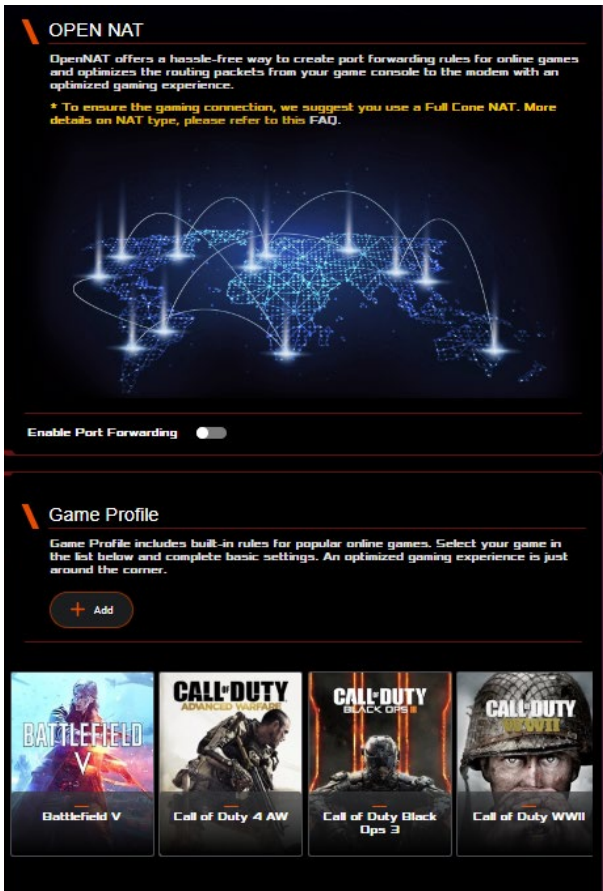 OPEN NAT
OpenNAT offers a hassle-free way to create port forwarding rules for online games
and optimizes the routing packets from your game console to the modem with an
optimized gaming experience.
* To ensure the gaming connection, we suggest you use a Full Cone NAT. More
details on NAT type, please refer to this FAQ.
Enable Port Forwarding
Game Profile
Game Profile includes built-in rules for popular online games. Select your game in
the list below and complete basic settings. An optimized gaming experience is just
around the corner.
+ Add
BATTLEFIELD
V
CALL OF DUTY
ADVANCED WARFARE
CALL OF DUTY
BLACK OPS III
CALL OF DUTY
WWII
Battlefield V
Call of Duty 4 AW
Call of Duty Black
Ops 3
Call of Duty WWII